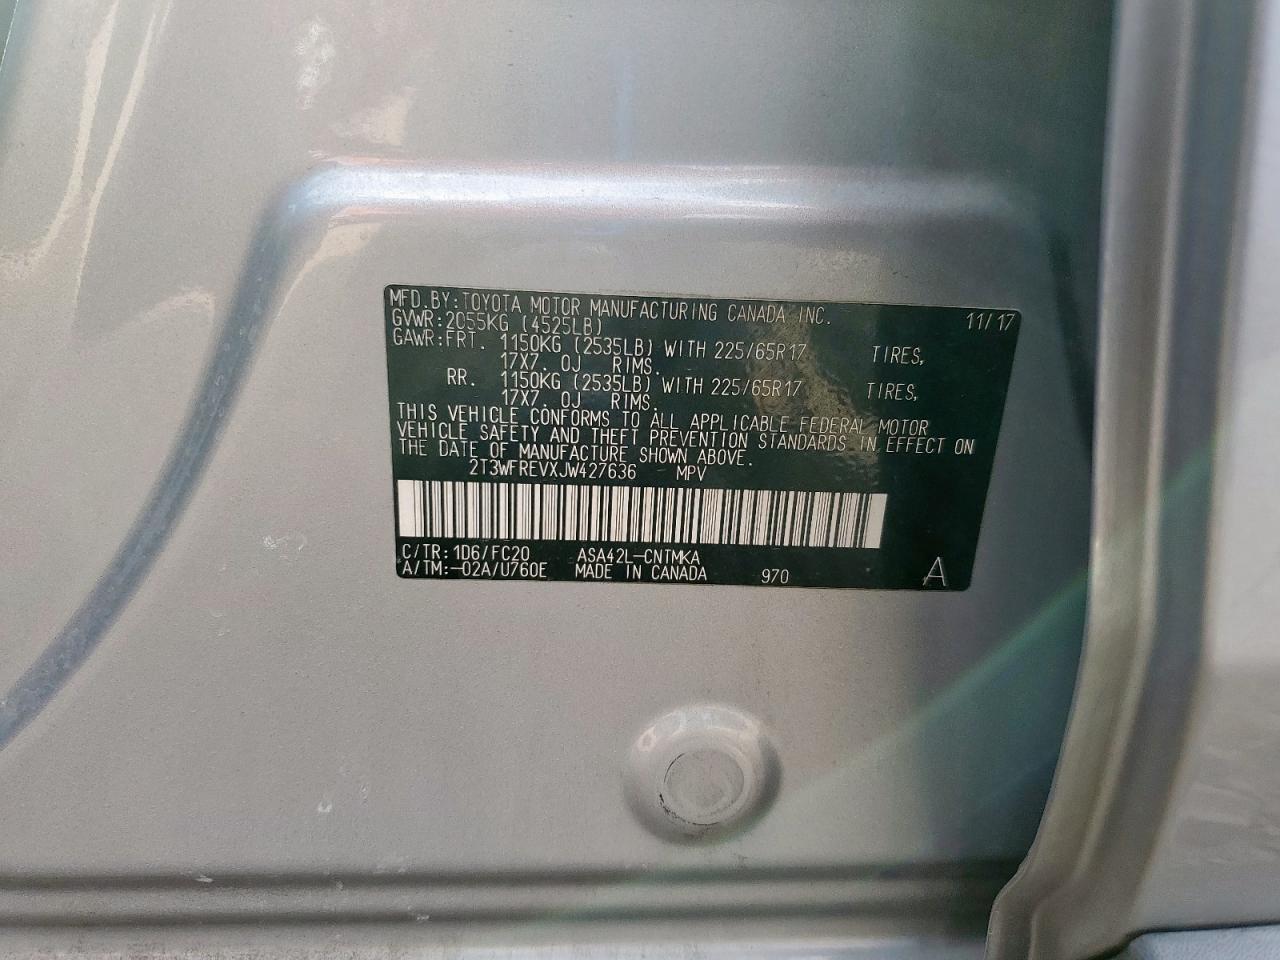 MFD.BY:TOYOTA MOTOR MANUFACTURING CANADA INC. 11/17
GVWR:2055KG (4525LB)
GAWR:FRT. 1150KG (2535LB) WITH 225/65R17 TIRES,
17X7. 0J RIMS.
RR. 1150KG (2535LB) WITH 225/65R17 TIRES,
17X7. 0J RIMS.
THIS VEHICLE CONFORMS TO ALL APPLICABLE FEDERAL MOTOR
VEHICLE SAFETY AND THEFT PREVENTION STANDARDS IN EFFECT ON
THE DATE OF MANUFACTURE SHOWN ABOVE.
2T3WFREVXJW427636 MPV
C/TR:1D6/FC20 ASA42L-CNTMKA
A/TM:-02A/U760E MADE IN CANADA 970 A